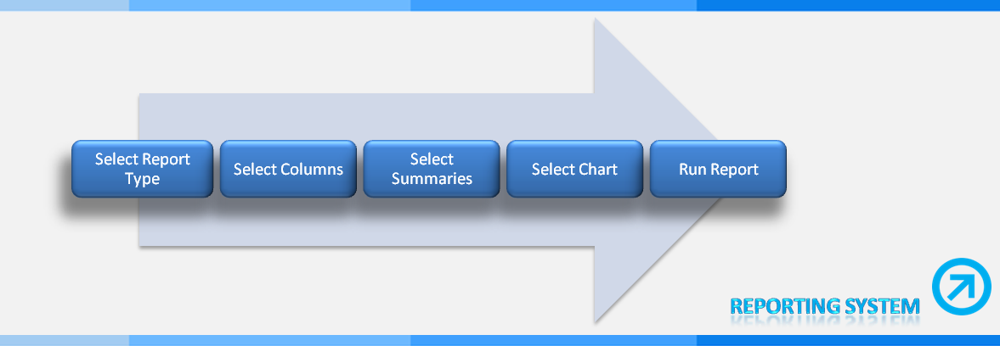 Select Report
Type
Select Columns
Select
Summaries
Select Chart
Run Report
REPORTING SYSTEM